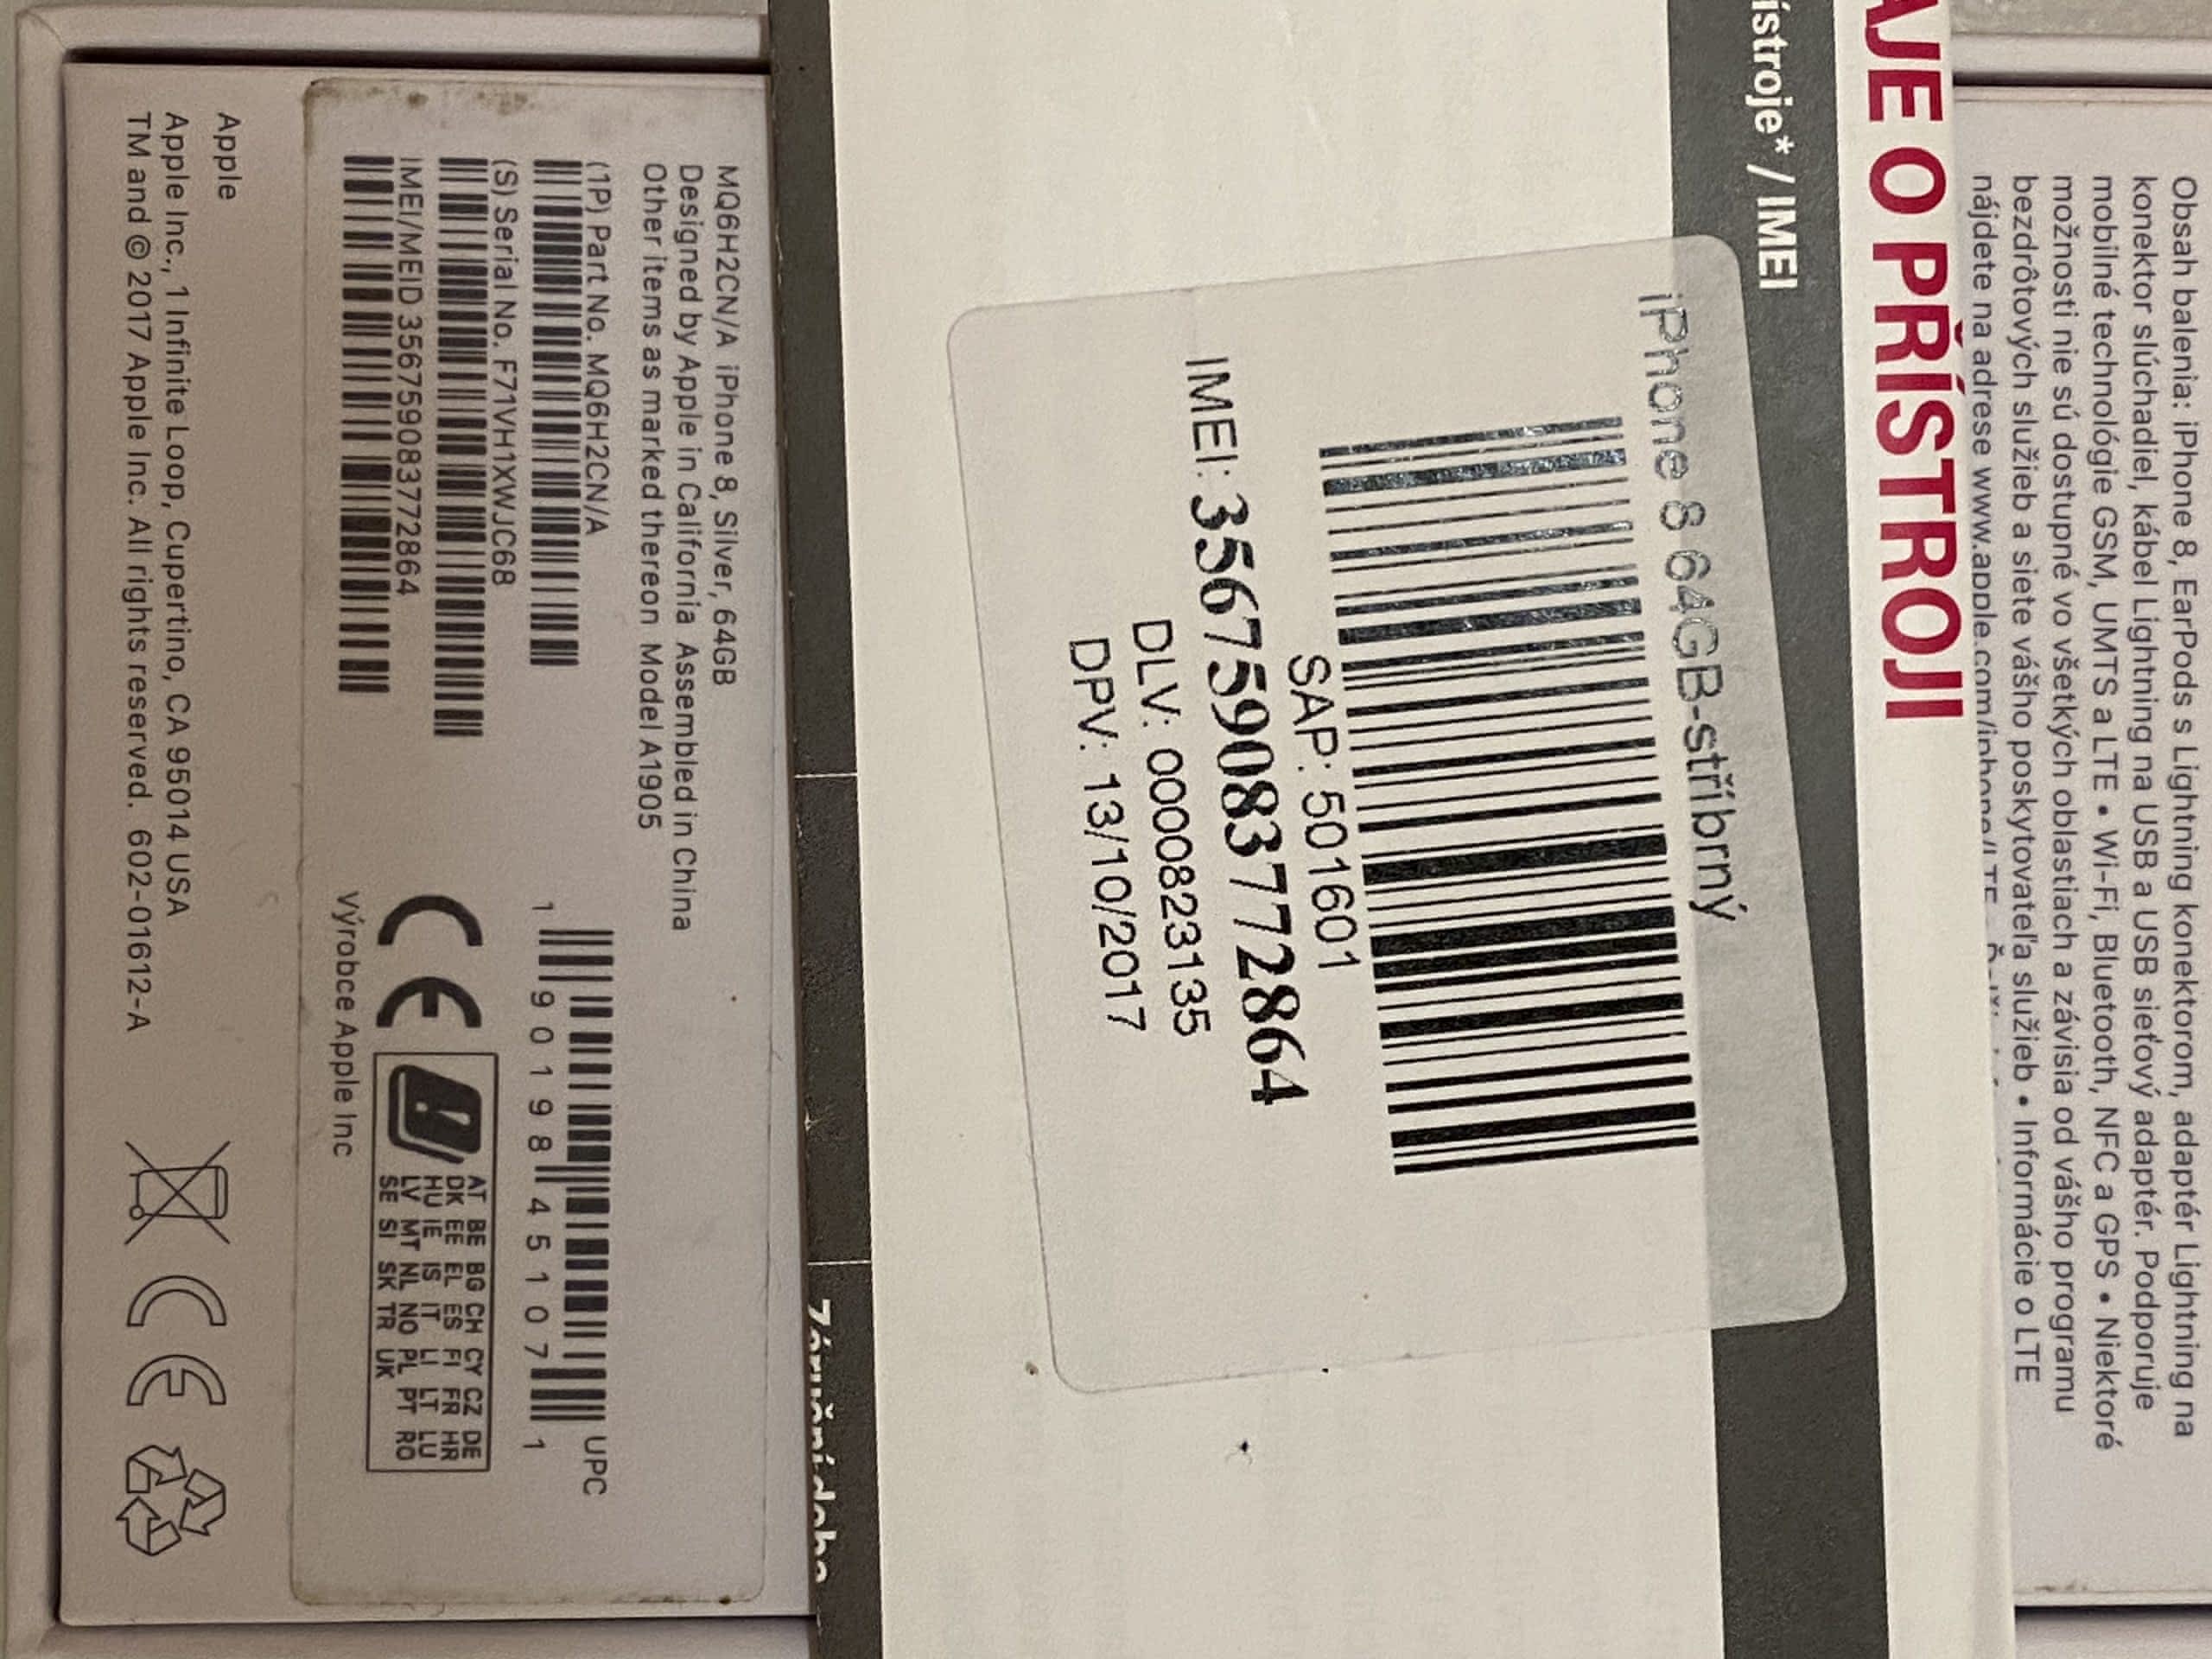 MQ6H2CN/A iPhone 8, Silver, 64GB
Designed by Apple in California Assembled in China
Other items as marked thereon Model A1905
(1P) Part No. MQ6H2CN/A
(S) Serial No. F71VH1XWJC68
IMEI/MEID 356759083772864
UPC
1 90198 45107 1
AT BE BG CH CY CZ DE
DK EE EL ES FI FR HR
HU IE IS IT LI LT LU
LV MT NL NO PL PT RO
SE SI SK TR UK
Výrobce Apple Inc
Apple
Apple Inc., 1 Infinite Loop, Cupertino, CA 95014 USA
TM and © 2017 Apple Inc. All rights reserved. 602-01612-A
AJE O PŘÍSTROJI
ístroje* / IMEI
iPhone 8 64GB-stříbrný
SAP: 501601
IMEI: 356759083772864
DLV: 0000823135
DPV: 13/10/2017
Obsah balenia: iPhone 8, EarPods s Lightning konektorom, adaptér Lightning na
konektor slúchadiel, kábel Lightning na USB a USB sieťový adaptér. Podporuje
mobilné technológie GSM, UMTS a LTE • Wi-Fi, Bluetooth, NFC a GPS • Niektoré
možnosti nie sú dostupné vo všetkých oblastiach a závisia od vášho programu
bezdrôtových služieb a siete vášho poskytovateľa služieb • Informácie o LTE
nájdete na adrese www.apple.com/iphone/LTE